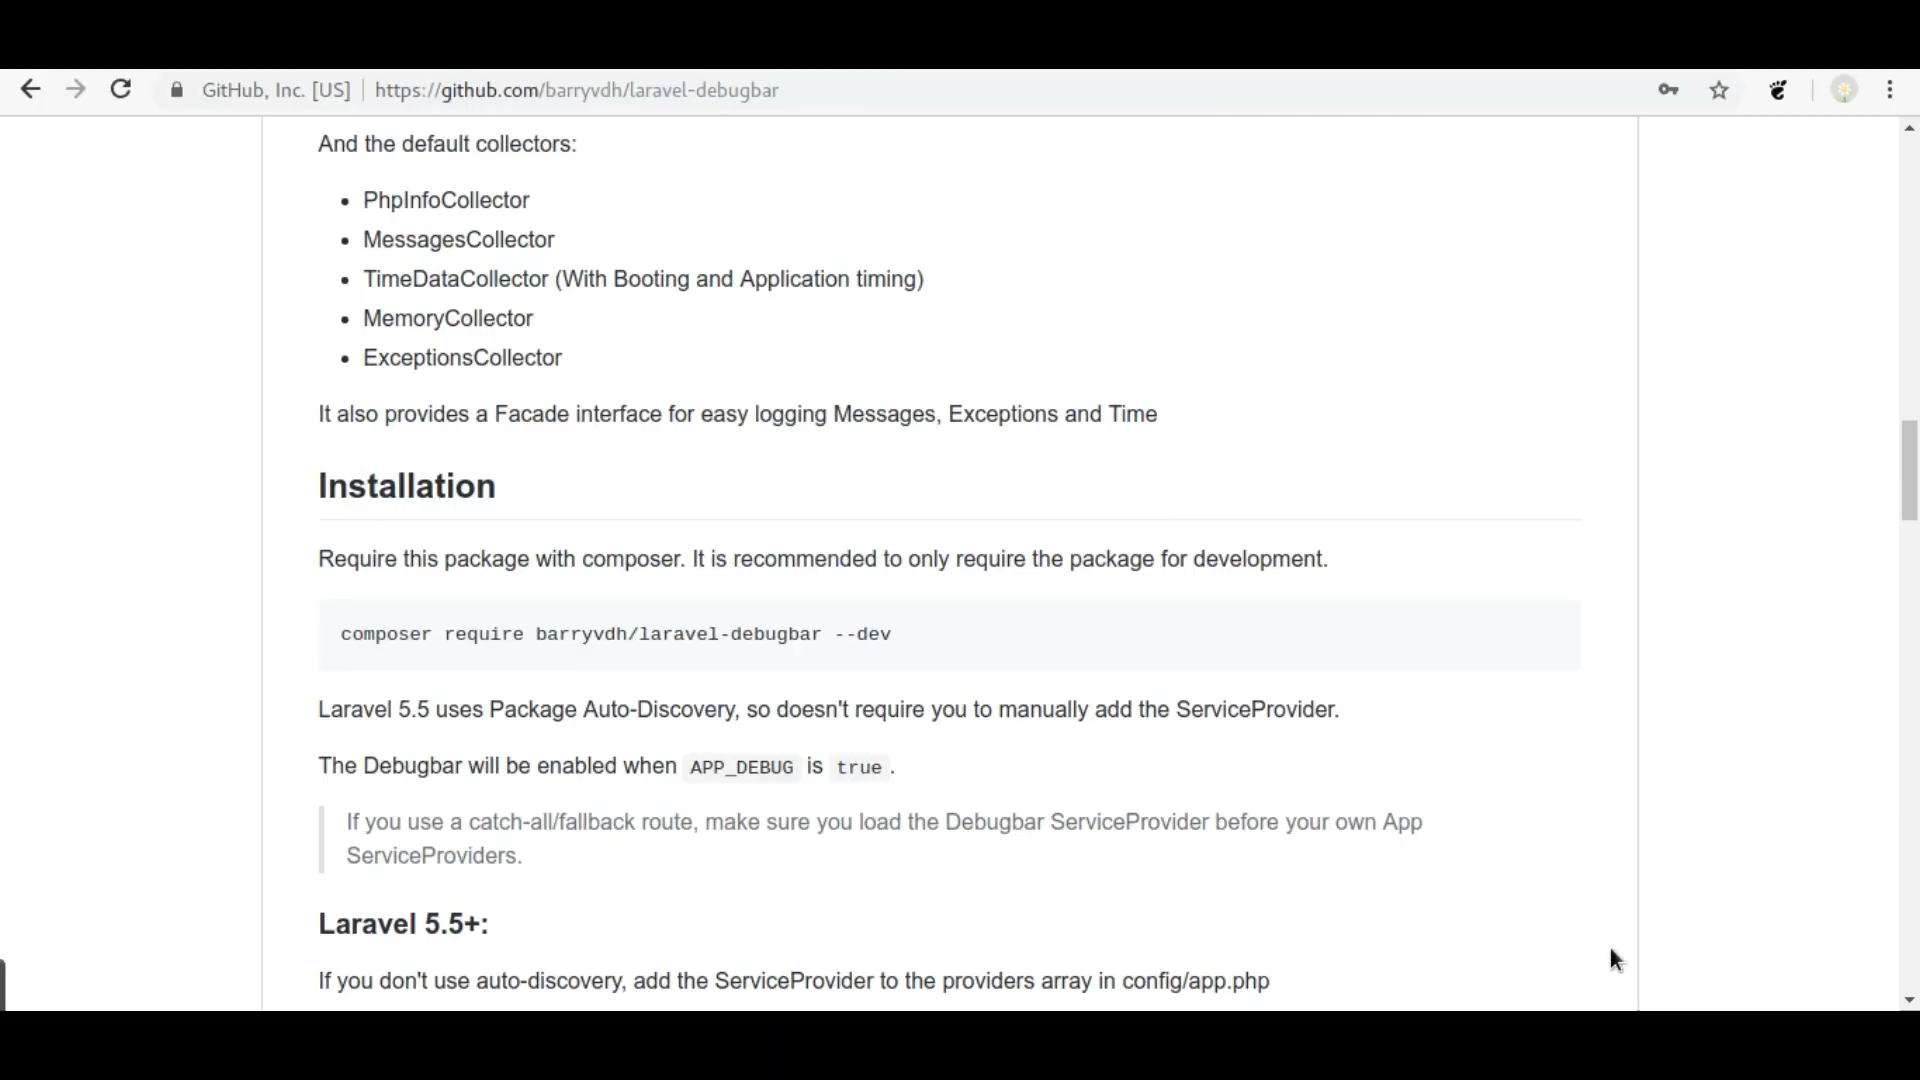 GitHub, Inc. [US] https://github.com/barryvdh/laravel-debugbar
And the default collectors:
PhpInfoCollector
MessagesCollector
TimeDataCollector (With Booting and Application timing)
MemoryCollector
ExceptionsCollector
It also provides a Facade interface for easy logging Messages, Exceptions and Time
Installation
Require this package with composer. It is recommended to only require the package for development.
composer require barryvdh/laravel-debugbar --dev
Laravel 5.5 uses Package Auto-Discovery, so doesn't require you to manually add the ServiceProvider.
The Debugbar will be enabled when APP_DEBUG is true.
If you use a catch-all/fallback route, make sure you load the Debugbar ServiceProvider before your own App
ServiceProviders.
Laravel 5.5+:
If you don't use auto-discovery, add the ServiceProvider to the providers array in config/app.php